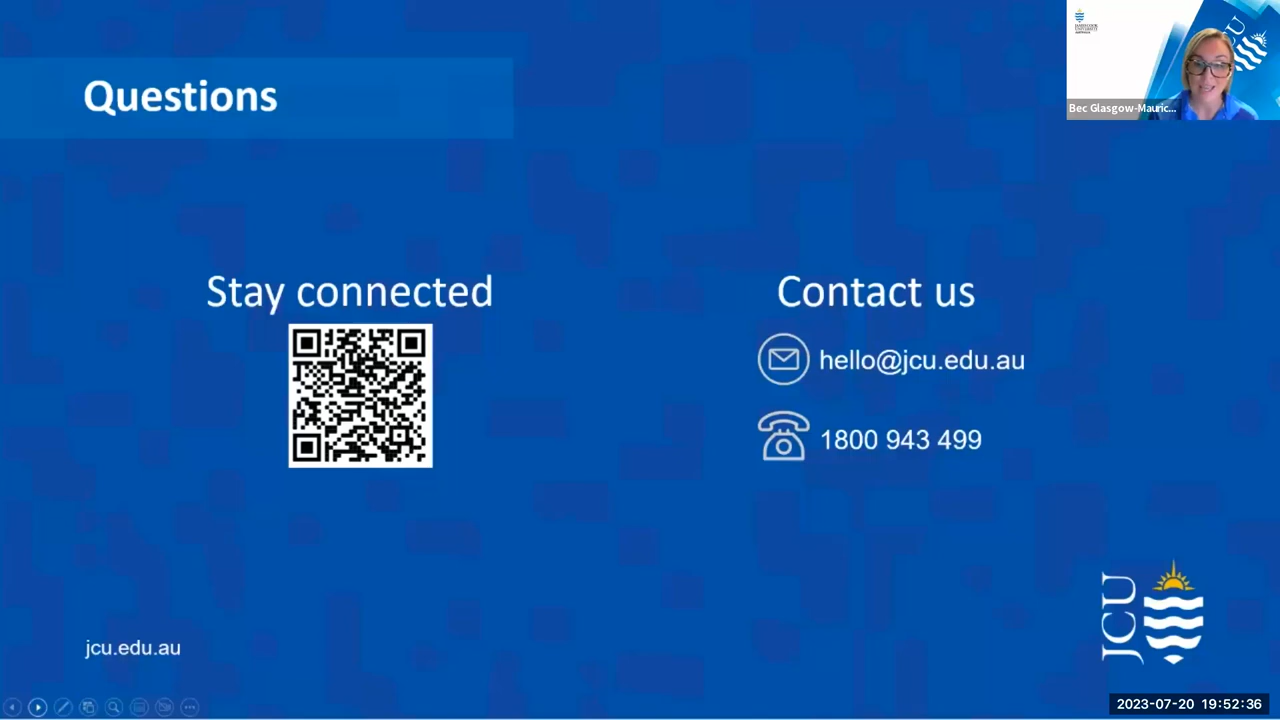 Questions
Bec Glasgow-Mauric...
Stay connected
Contact us
hello@jcu.edu.au
1800 943 499
jcu.edu.au
JCU
2023-07-20 19:52:36